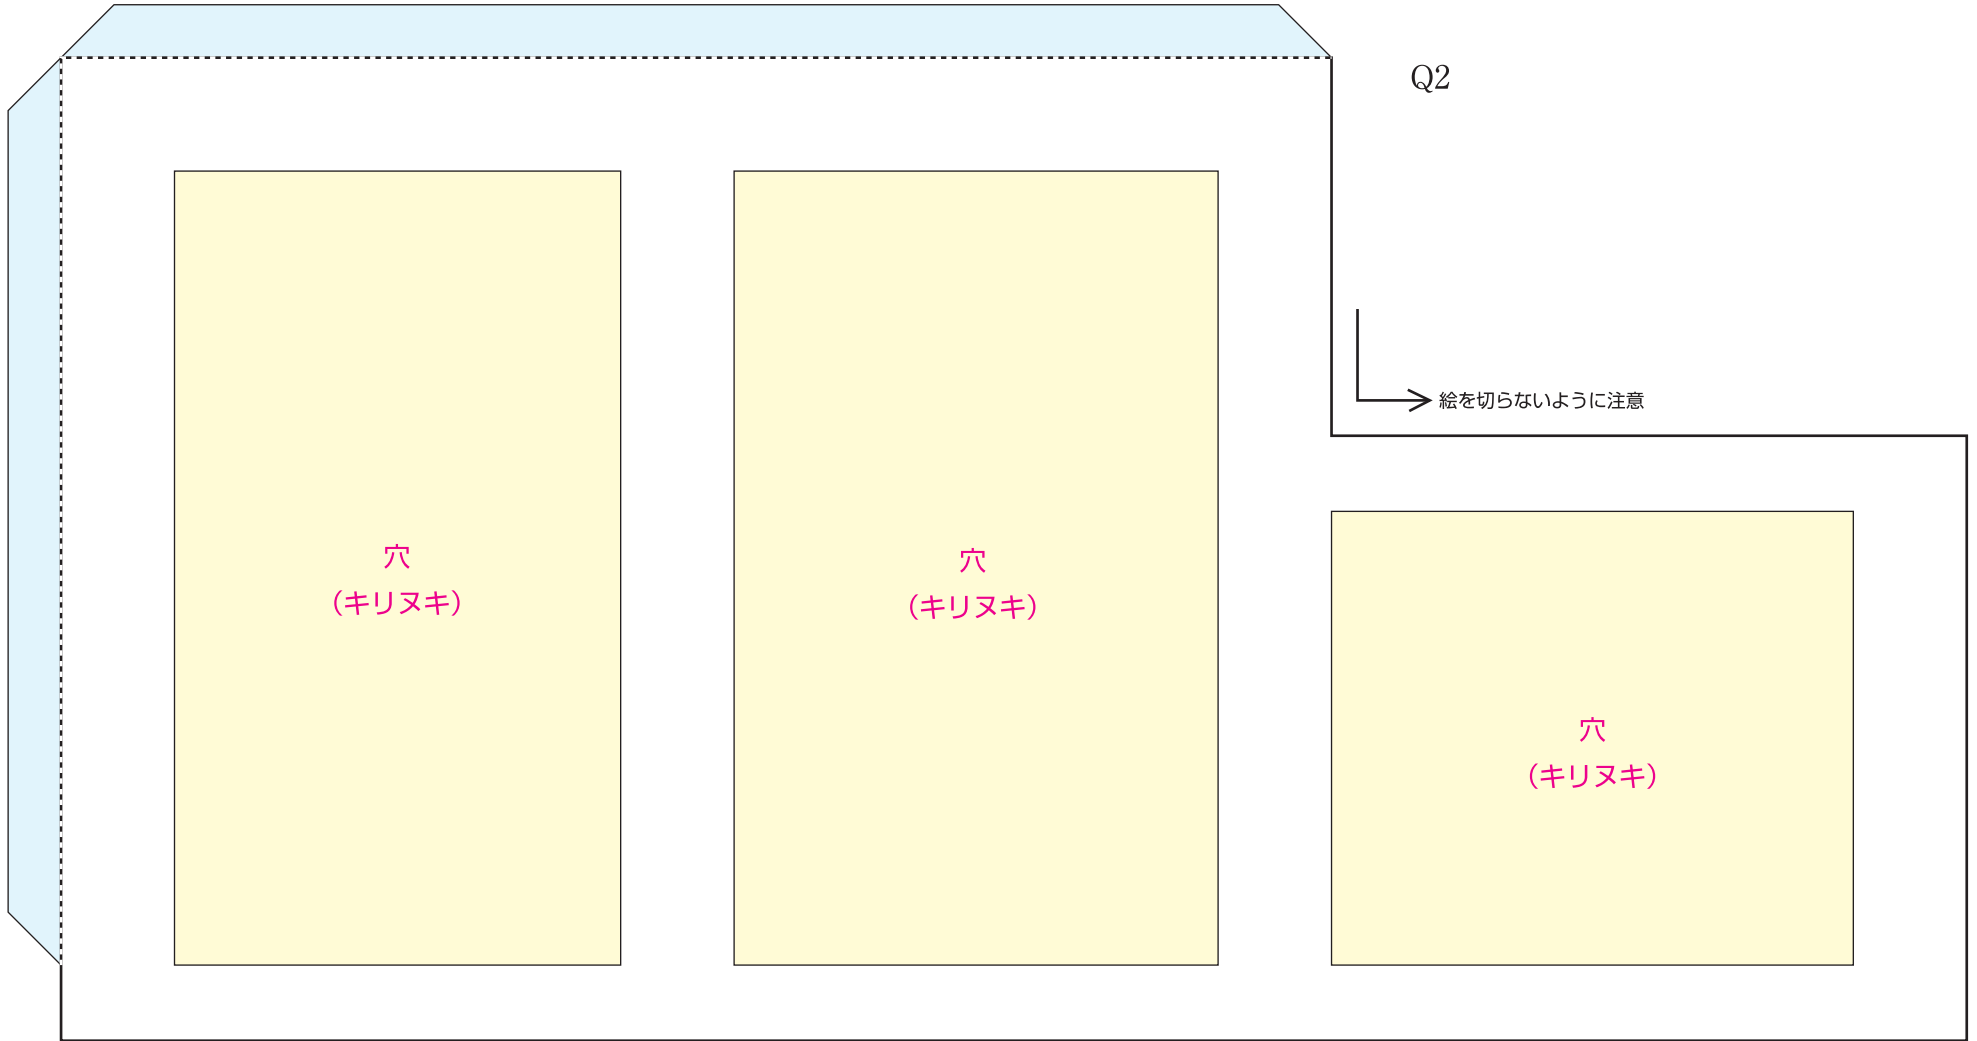 Q2
絵を切らないように注意
穴
（キリヌキ）
穴
（キリヌキ）
穴
（キリヌキ）